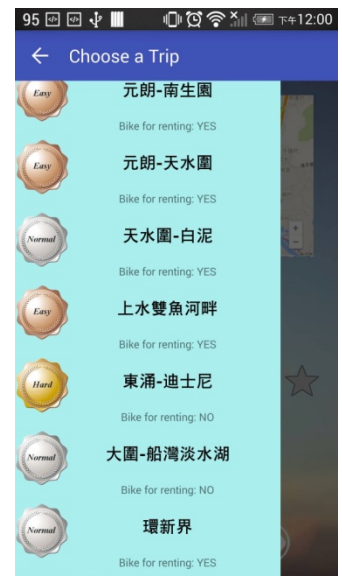 95 下午12:00
← Choose a Trip
Easy 元朗-南生園
Bike for renting: YES
Easy 元朗-天水圍
Bike for renting: YES
Normal 天水圍-白泥
Bike for renting: YES
Easy 上水雙魚河畔
Bike for renting: YES
Hard 東涌-迪士尼
Bike for renting: NO
Normal 大圍-船灣淡水湖
Bike for renting: NO
Normal 環新界
Bike for renting: YES